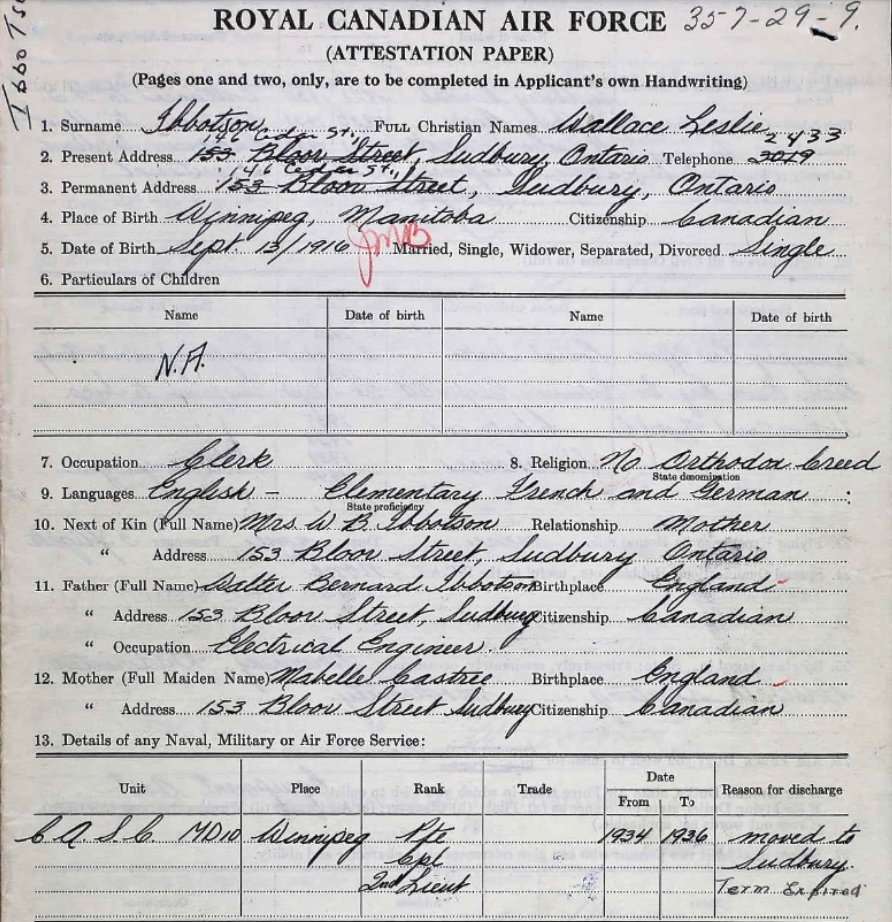 Ibbotson
ROYAL CANADIAN AIR FORCE 357-29-9.
(ATTESTATION PAPER)
(Pages one and two, only, are to be completed in Applicant's own Handwriting)
1. Surname Ibbotson FULL Christian Names Wallace Leslie
146 Cedar St., 2433
2. Present Address 153 Bloor Street, Sudbury, Ontario Telephone 3079
146 Cedar St.,
3. Permanent Address 153 Bloor Street, Sudbury, Ontario
4. Place of Birth Winnipeg, Manitoba Citizenship Canadian
5. Date of Birth Sept. 13/1916 Married, Single, Widower, Separated, Divorced Single
6. Particulars of Children
Name Date of birth Name Date of birth
N.A.
7. Occupation Clerk 8. Religion No Orthodox Creed
State denomination
9. Languages English - Elementary French and German
State proficiency
10. Next of Kin (Full Name) Mrs. W. B. Ibbotson Relationship Mother
" Address 153 Bloor Street, Sudbury Ontario
11. Father (Full Name) Walter Bernard Ibbotson Birthplace England
" Address 153 Bloor Street, Sudbury Citizenship Canadian
" Occupation Electrical Engineer.
12. Mother (Full Maiden Name) Mabelle Castree Birthplace England
" Address 153 Bloor Street Sudbury Citizenship Canadian
13. Details of any Naval, Military or Air Force Service:
Unit Place Rank Trade Date Reason for discharge
From To
C A S C MD10 Winnipeg Pte 1934 1936 moved to
Cpl Sudbury.
2nd Lieut Term Expired